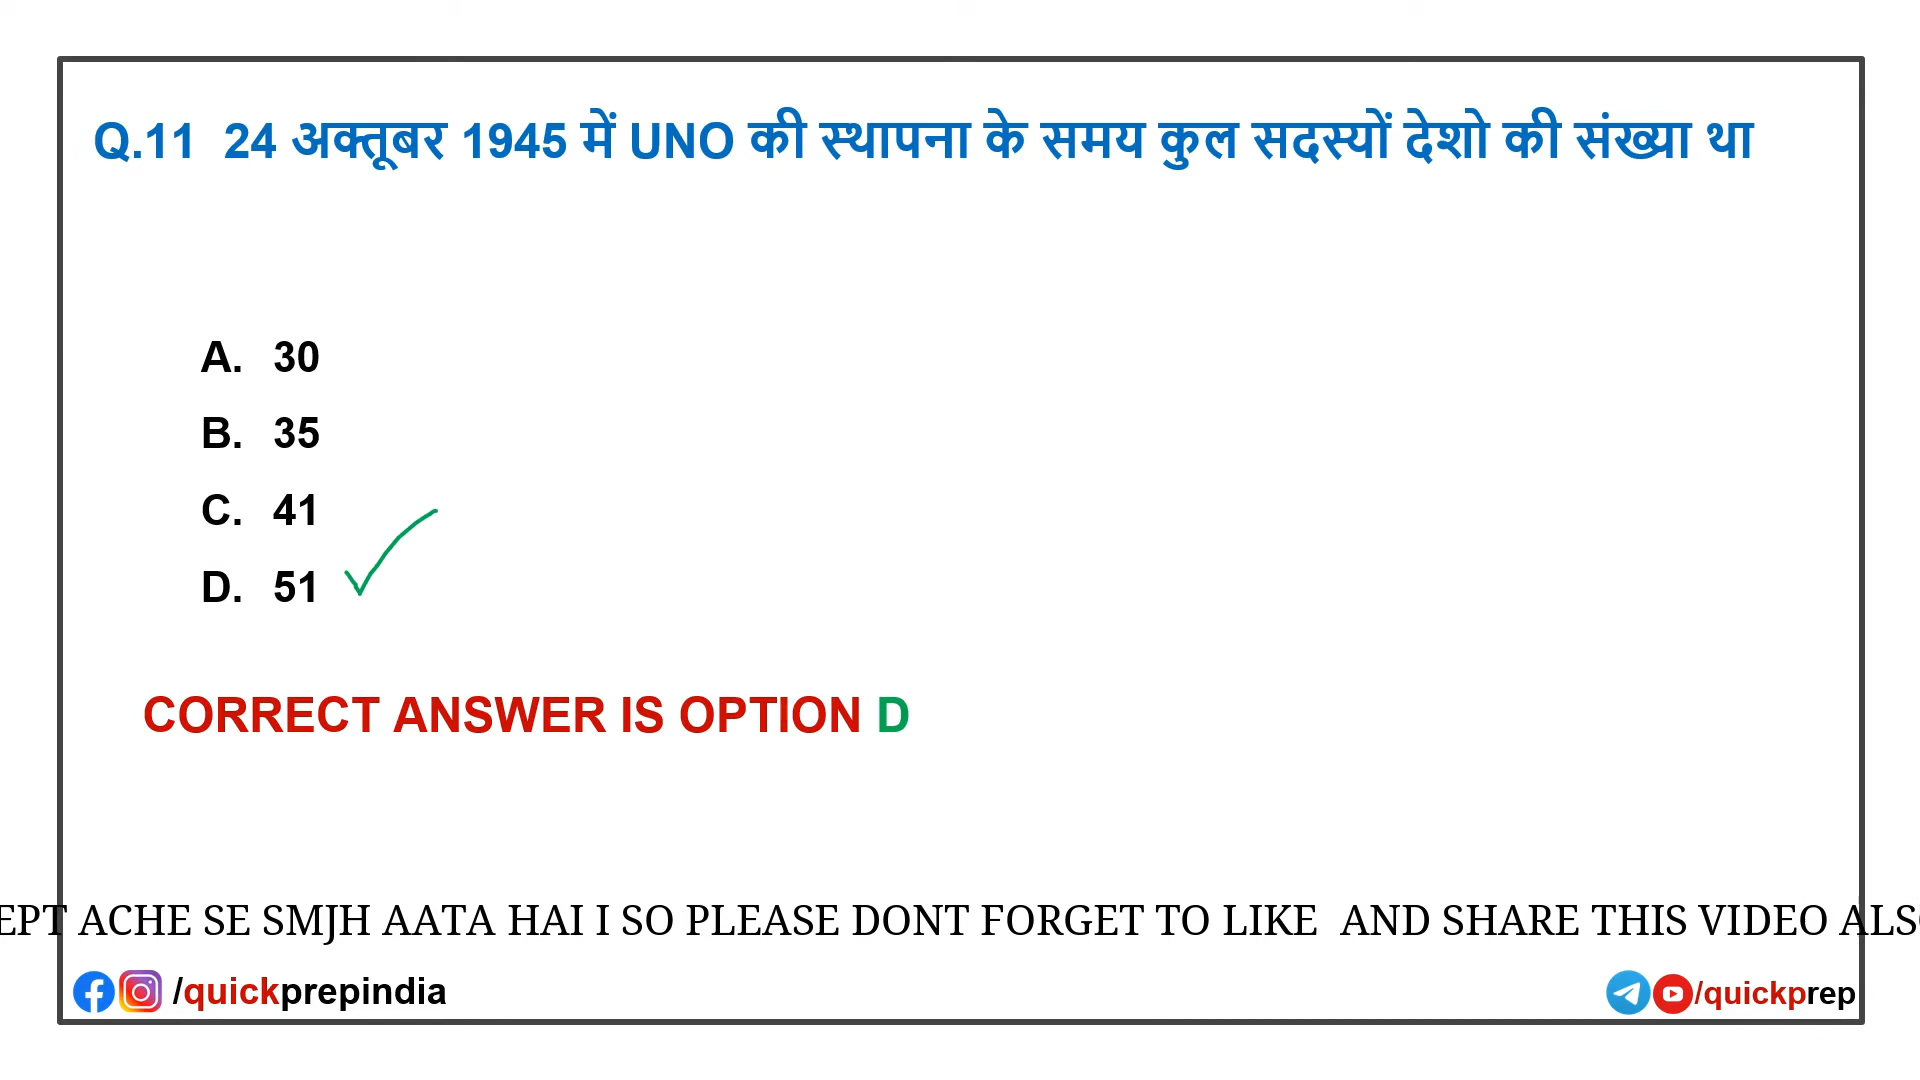 Q.11 24 अक्तूबर 1945 में UNO की स्थापना के समय कुल सदस्यों देशो की संख्या था
A. 30
B. 35
C. 41
D. 51
CORRECT ANSWER IS OPTION D
EPT ACHE SE SMJH AATA HAI I SO PLEASE DONT FORGET TO LIKE AND SHARE THIS VIDEO ALSO
/quickprepindia
/quickprep